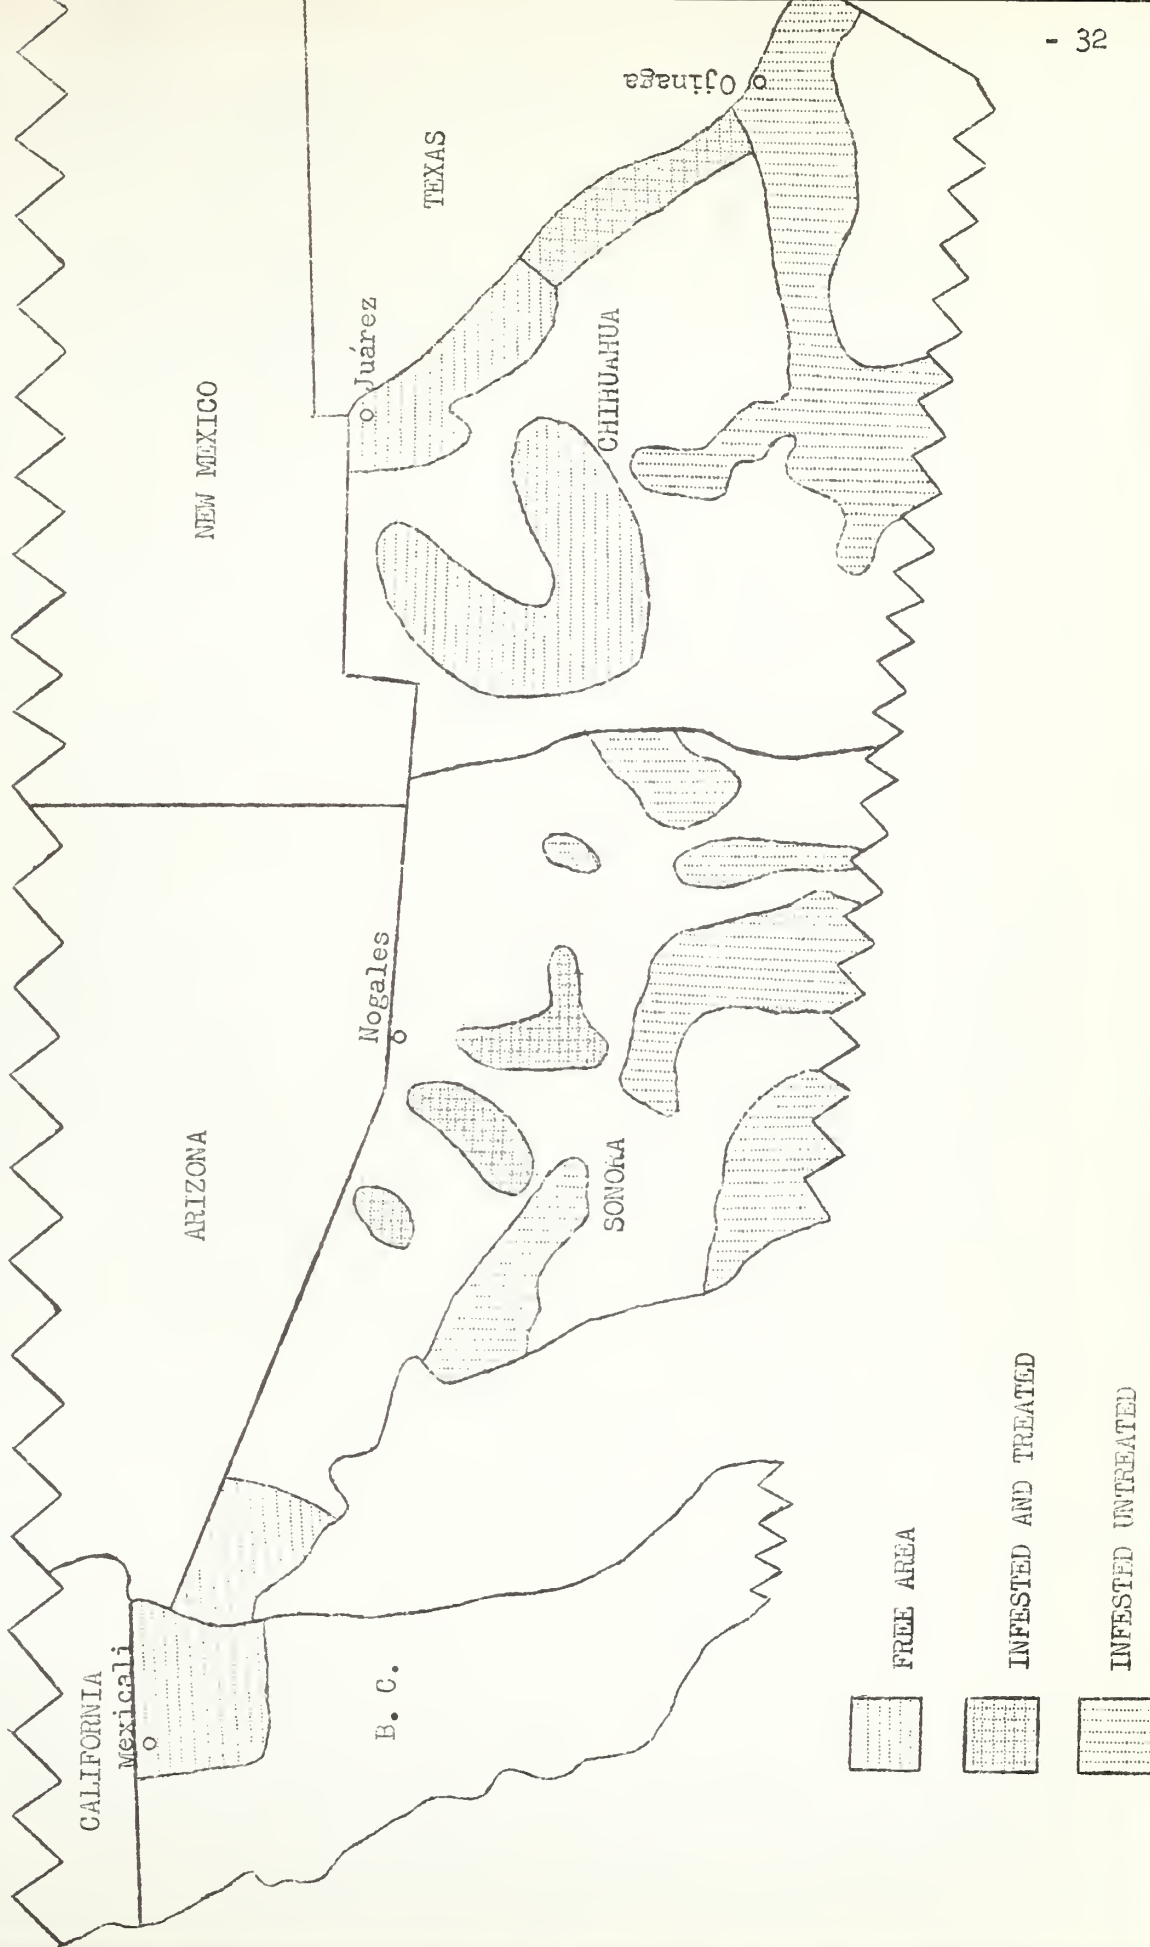 - 32
CALIFORNIA
Mexicali
B. C.
ARIZONA
Nogales
SONORA
NEW MEXICO
Juárez
TEXAS
CHIHUAHUA
Ojinaga
FREE AREA
INFESTED AND TREATED
INFESTED UNTREATED